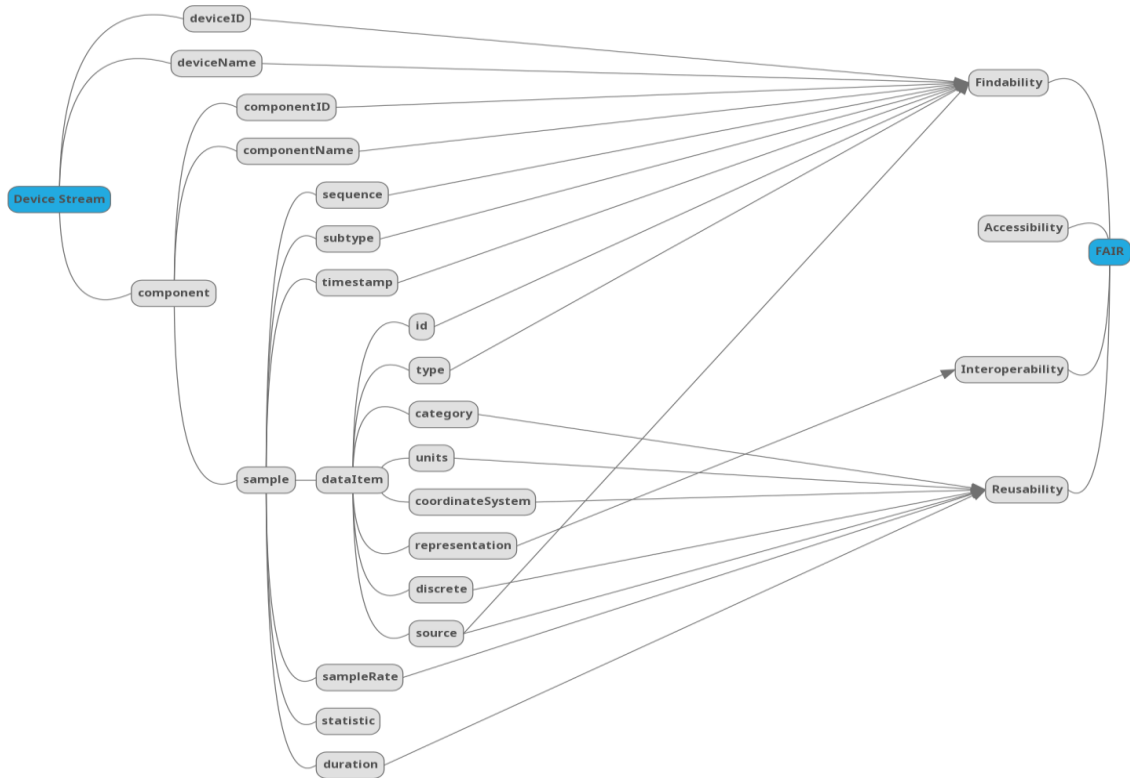 deviceID
deviceName
Findability
componentID
componentName
sequence
Device Stream
subtype
Accessibility
FAIR
timestamp
component
id
type
Interoperability
category
units
sample
dataItem
Reusability
coordinateSystem
representation
discrete
source
sampleRate
statistic
duration